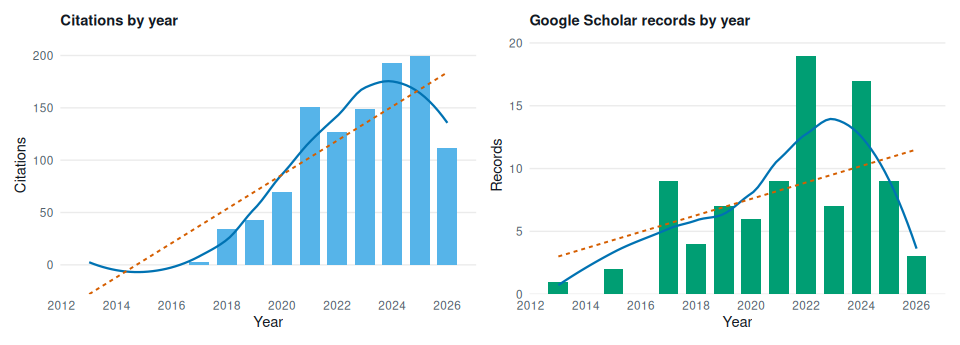 Citations by year
200
150
100
50
0
2012 2014 2016 2018 2020 2022 2024 2026
Year
Citations
Google Scholar records by year
20
15
10
5
0
2012 2014 2016 2018 2020 2022 2024 2026
Year
Records